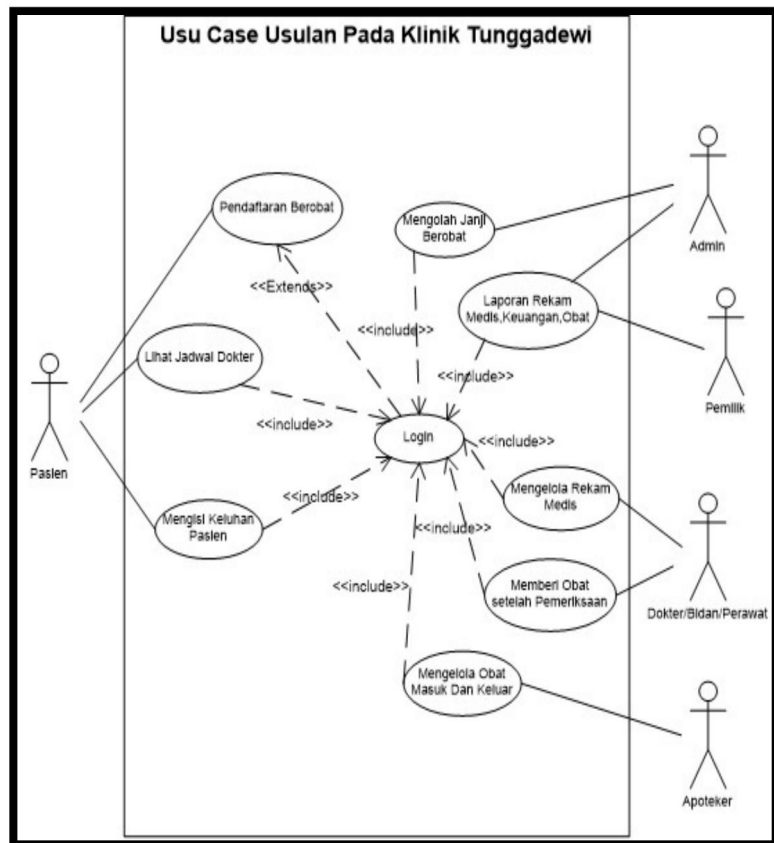 Usu Case Usulan Pada Klinik Tunggadewi
Pendaftaran Berobat
Mengolah Janji
Berobat
Admin
<<Extends>>
<<include>>
Laporan Rekam
Medis,Keuangan,Obat
Lihat Jadwal Dokter
<<include>>
Pemilik
<<include>>
Login
<<include>>
Pasien
Mengelola Rekam
Medis
<<include>>
Mengisi Keluhan
Pasien
<<include>>
<<include>>
Memberi Obat
setelah Pemeriksaan
Dokter/Bidan/Perawat
Mengelola Obat
Masuk Dan Keluar
Apoteker